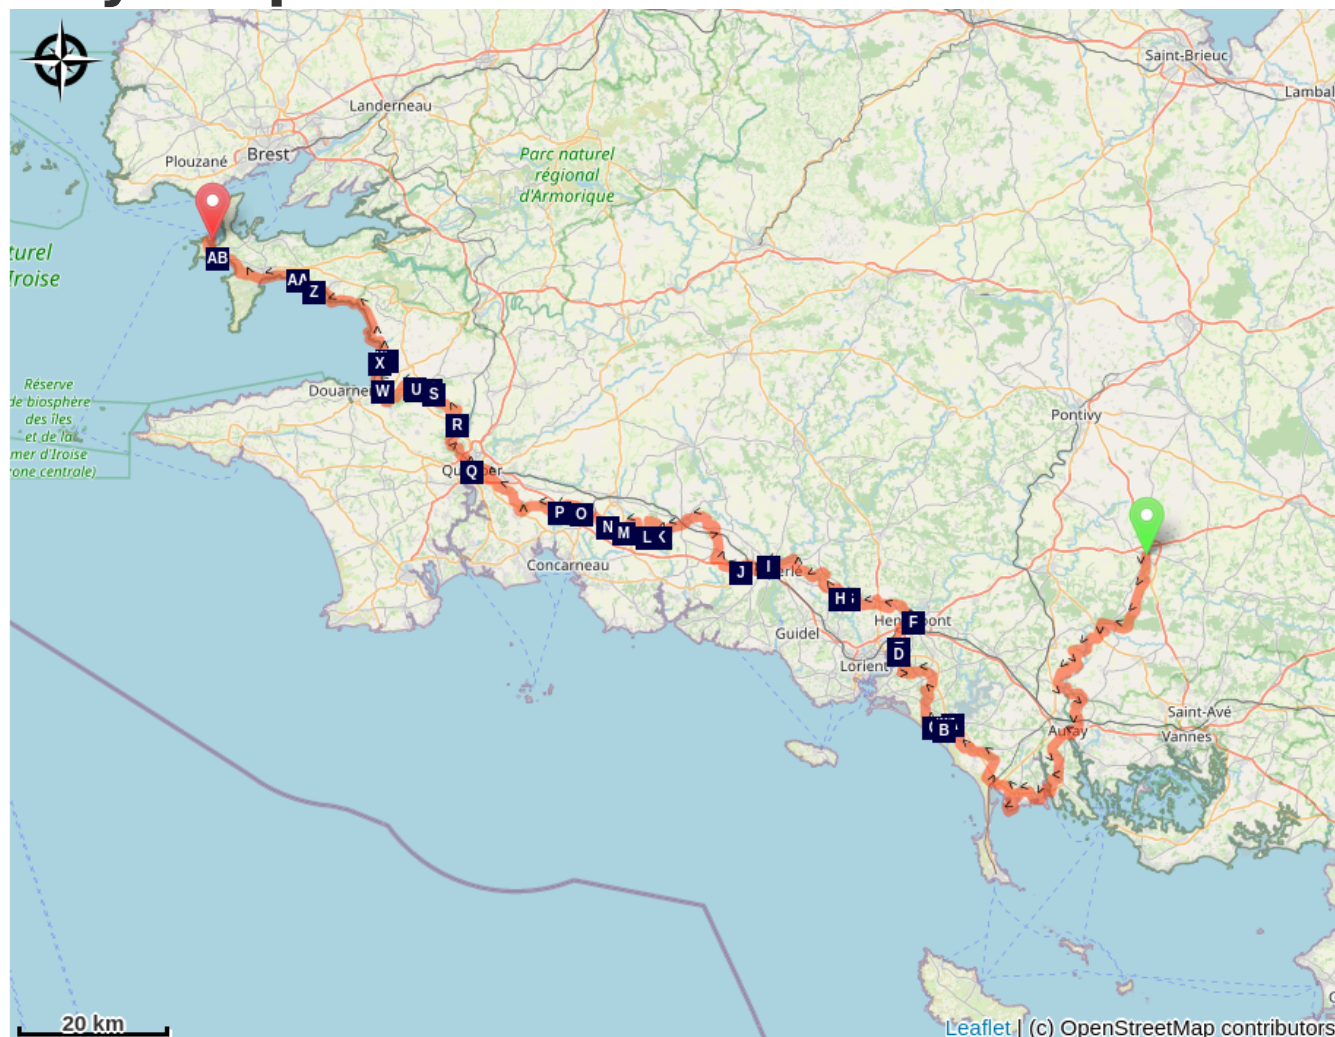 Saint-Brieuc
Lambal
Landerneau
Brest
Plouzané
Parc naturel
régional
d'Armorique
AB
turel
Iroise
AA
Z
X
Réserve
de biosphère
des îles
et de la
mer d'Iroise
zone centrale)
W
U
S
R
Pontivy
Q
P
O
N
M
L
Concarneau
J
I
H
F
Guidel
D
Lorient
Saint-Avé
Vannes
Auray
B
20 km
Leaflet | (c) OpenStreetMap contributors